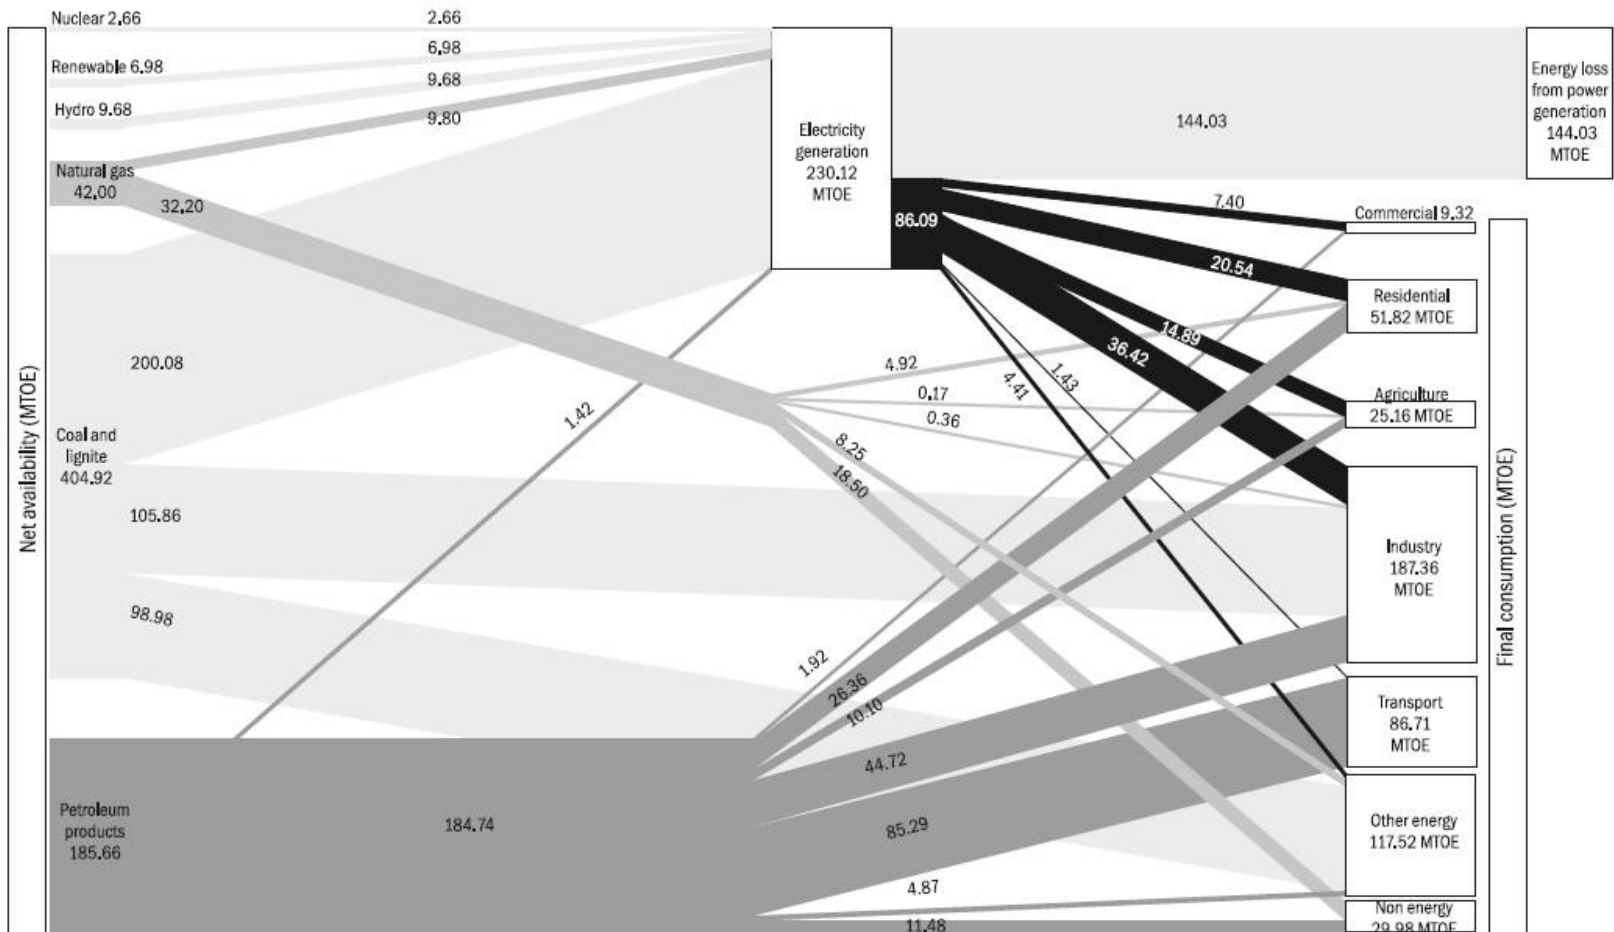 Nuclear 2.66
2.66
Renewable 6.98
6.98
Hydro 9.68
9.68
9.80
Natural gas
42.00
32.20
Net availability (MTOE)
200.08
Coal and
lignite
404.92
105.86
98.98
1.42
Petroleum
products
185.66
184.74
Electricity
generation
230.12
MTOE
86.09
144.03
Energy loss
from power
generation
144.03
MTOE
7.40
Commercial 9.32
20.54
Residential
51.82 MTOE
14.89
36.42
1.43
4.41
4.92
0.17
0.36
8.25
18.50
Agriculture
25.16 MTOE
Industry
187.36
MTOE
Final consumption (MTOE)
1.92
26.36
10.10
44.72
85.29
4.87
11.48
Transport
86.71
MTOE
Other energy
117.52 MTOE
Non energy
29.98 MTOE